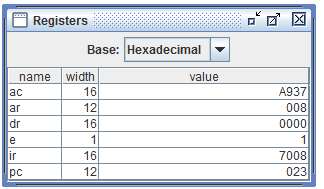 Registers
Base: Hexadecimal
name width value
ac 16 A937
ar 12 008
dr 16 0000
e 1 1
ir 16 7008
pc 12 023